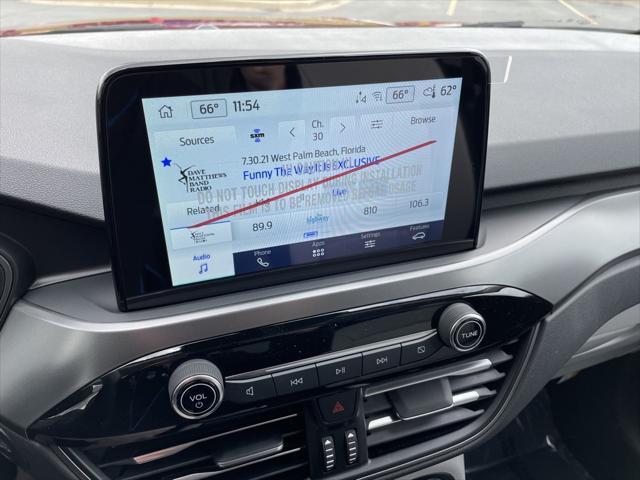 66° 11:54 66° 62°
Sources sxm Ch. 30 Browse
7.30.21 West Palm Beach, Florida
DAVE MATTHEWS BAND RADIO
Funny The Way It Is EXCLUSIVE
DO NOT TOUCH DISPLAY DURING INSTALLATION
THIS FILM IS TO BE REMOVED BEFORE USAGE
Live
Related
89.9 highway 810 106.3
Audio Phone Apps Settings Features
VOL
TUNE